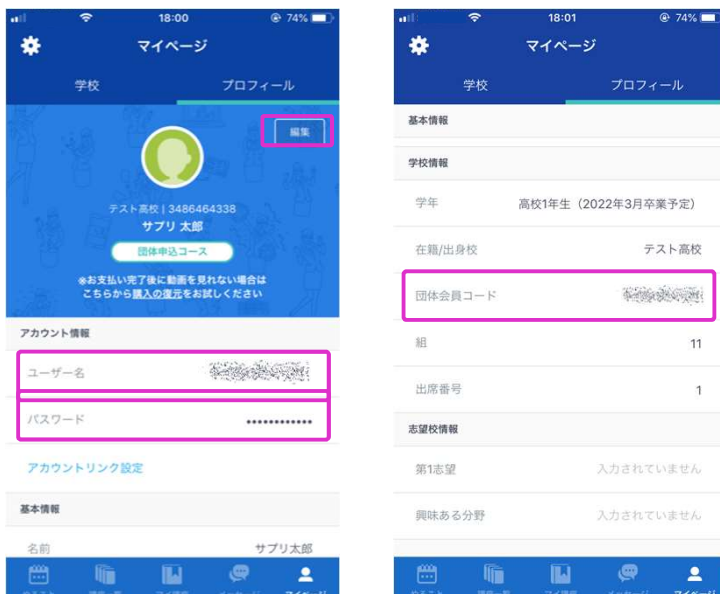 18:00
74%
マイページ
学校
プロフィール
編集
テスト高校 | 3486464338
サプリ 太郎
団体申込コース
※お支払い完了後に動画を見れない場合は
こちらから購入の復元をお試しください
アカウント情報
ユーザー名
パスワード
アカウントリンク設定
基本情報
名前 サプリ太郎
18:01
74%
マイページ
学校
プロフィール
基本情報
学校情報
学年 高校1年生（2022年3月卒業予定）
在籍/出身校 テスト高校
団体会員コード
組 11
出席番号 1
志望校情報
第1志望 入力されていません
興味ある分野 入力されていません